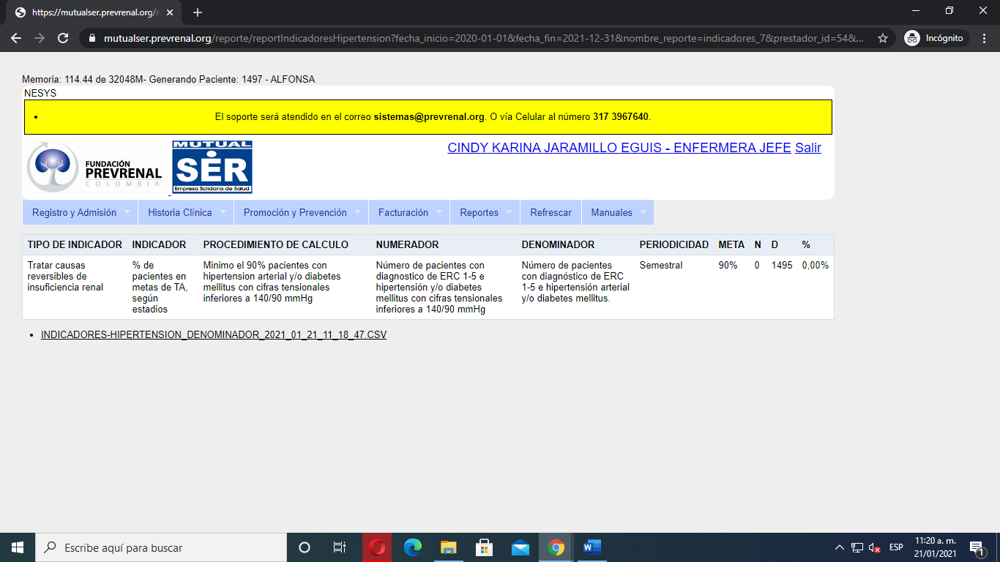 https://mutualser.prevrenal.org/r
mutualser.prevrenal.org/reporte/reportIndicadoresHipertension?fecha_inicio=2020-01-01&fecha_fin=2021-12-31&nombre_reporte=indicadores_7&prestador_id=54&...
Incógnito
Memoria: 114.44 de 32048M- Generando Paciente: 1497 - ALFONSA
NESYS
• El soporte será atendido en el correo sistemas@prevrenal.org. O vía Celular al número 317 3967640.
FUNDACIÓN
PREVRENAL
COLOMBIA
MUTUAL
SER
Empresa Solidaria de Salud
CINDY KARINA JARAMILLO EGUIS - ENFERMERA JEFE Salir
Registro y Admisión Historia Clínica Promoción y Prevención Facturación Reportes Refrescar Manuales
TIPO DE INDICADOR INDICADOR PROCEDIMIENTO DE CALCULO NUMERADOR DENOMINADOR PERIODICIDAD META N D %
Tratar causas reversibles de insuficiencia renal
% de pacientes en metas de TA, según estadios
Minimo el 90% pacientes con hipertension arterial y/o diabetes mellitus con cifras tensionales inferiores a 140/90 mmHg
Número de pacientes con diagnostico de ERC 1-5 e hipertensión y/o diabetes mellitus con cifras tensionales inferiores a 140/90 mmHg
Número de pacientes con diagnóstico de ERC 1-5 e hipertensión arterial y/o diabetes mellitus.
Semestral
90%
0
1495
0,00%
• INDICADORES-HIPERTENSION_DENOMINADOR_2021_01_21_11_18_47.CSV
Escribe aquí para buscar
ESP
11:20 a. m.
21/01/2021
1